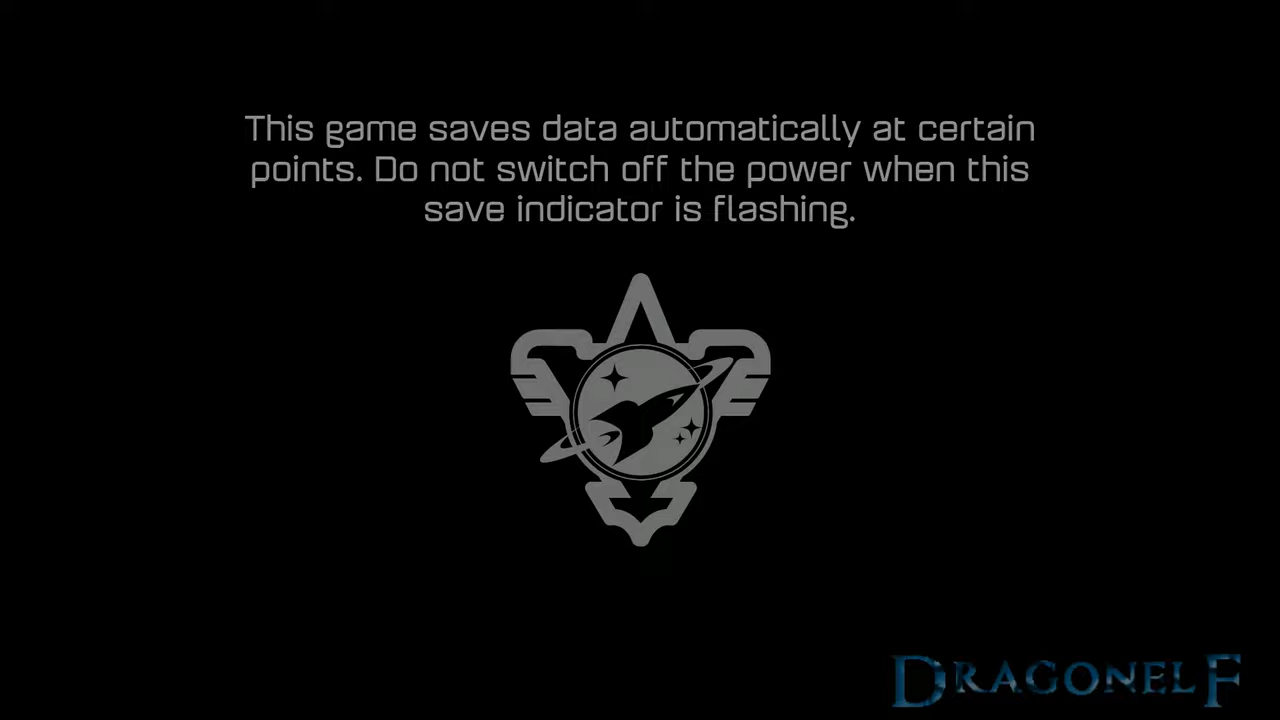 This game saves data automatically at certain
points. Do not switch off the power when this
save indicator is flashing.
DRAGONELF